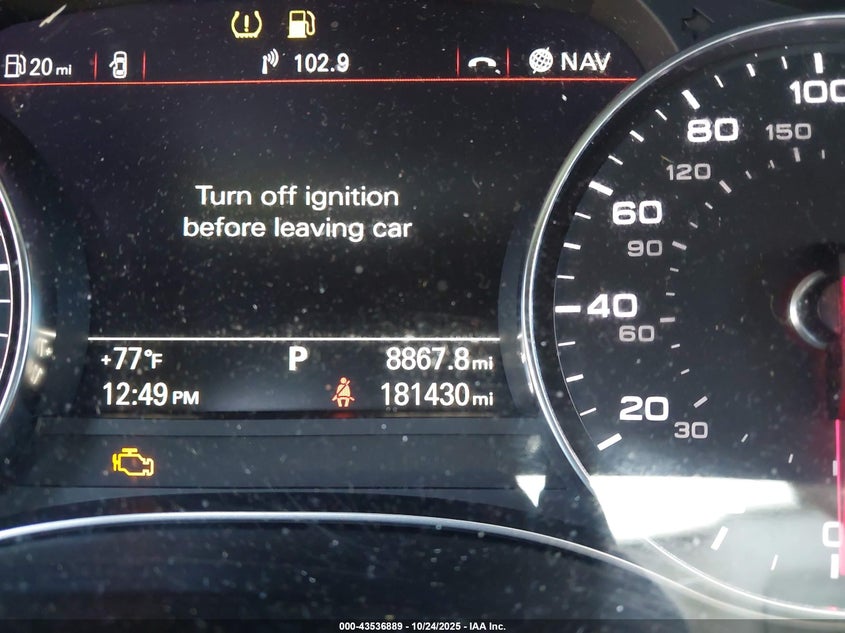 20 mi
102.9
NAV
Turn off ignition
before leaving car
+77°F P 8867.8 mi
12:49 PM 181430 mi
100
80 150
120
60
90
40
60
20
30
0
000-43536889 - 10/24/2025 - IAA Inc.